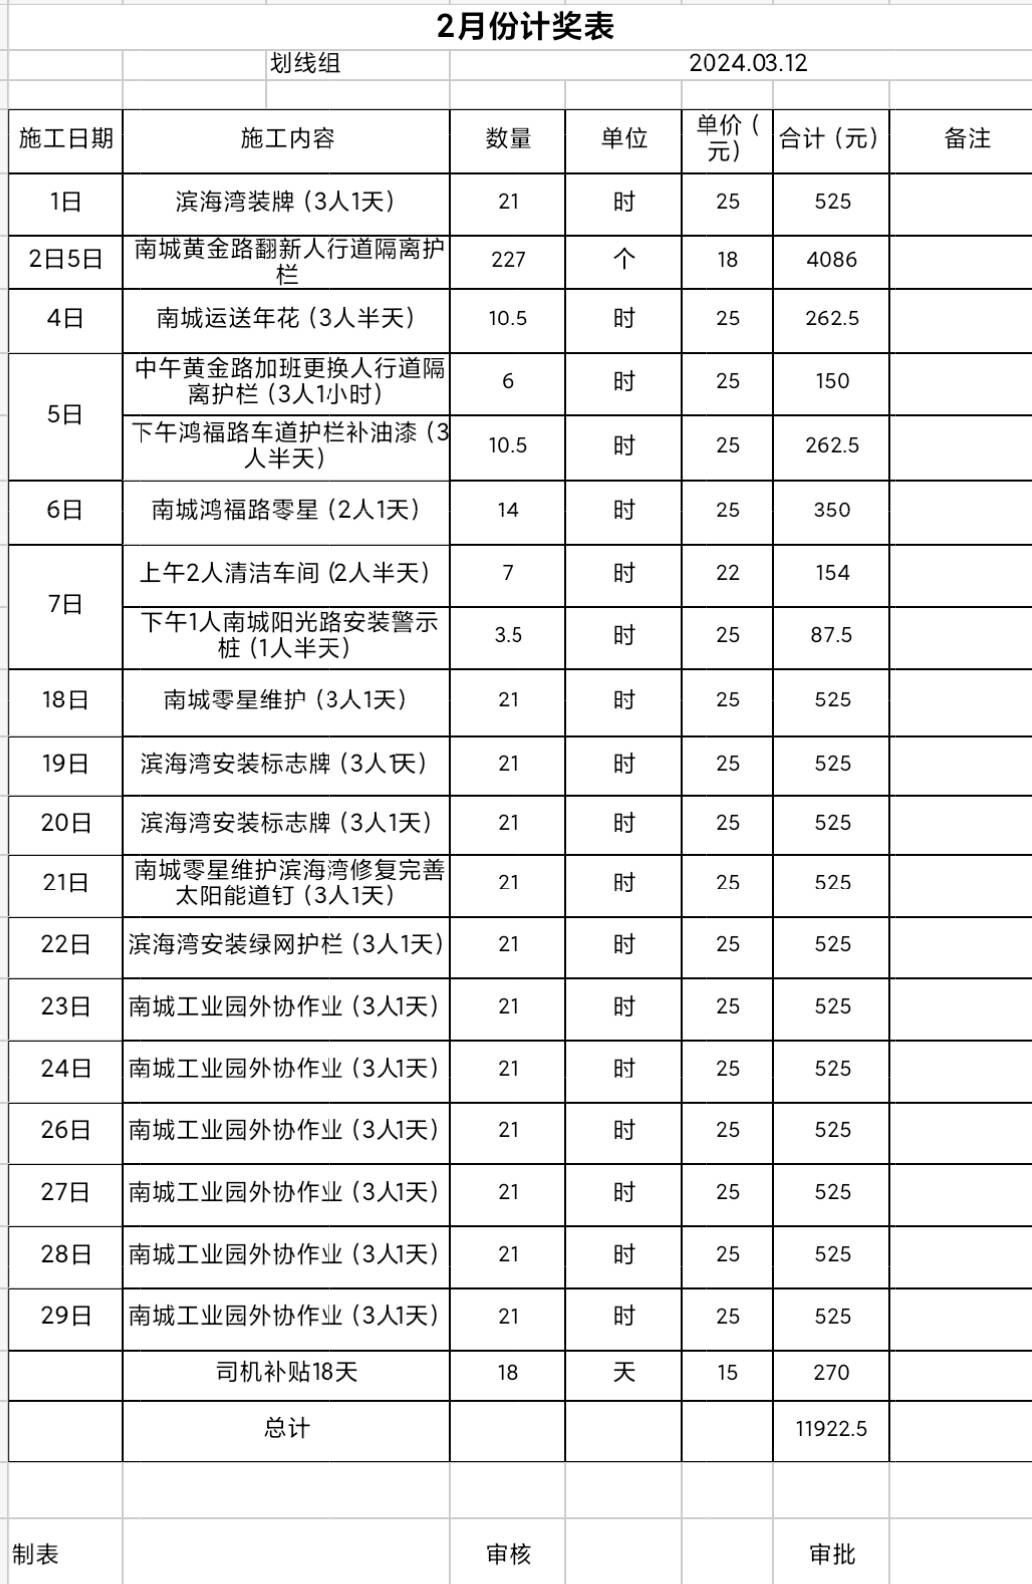 2月份计奖表
划线组 2024.03.12
施工日期 施工内容 数量 单位 单价（元） 合计（元） 备注
1日 滨海湾装牌（3人1天） 21 时 25 525
2日5日 南城黄金路翻新人行道隔离护栏 227 个 18 4086
4日 南城运送年花（3人半天） 10.5 时 25 262.5
5日 中午黄金路加班更换人行道隔离护栏（3人1小时） 6 时 25 150
下午鸿福路车道护栏补油漆（3人半天） 10.5 时 25 262.5
6日 南城鸿福路零星（2人1天） 14 时 25 350
7日 上午2人清洁车间（2人半天） 7 时 22 154
下午1人南城阳光路安装警示桩（1人半天） 3.5 时 25 87.5
18日 南城零星维护（3人1天） 21 时 25 525
19日 滨海湾安装标志牌（3人1天） 21 时 25 525
20日 滨海湾安装标志牌（3人1天） 21 时 25 525
21日 南城零星维护滨海湾修复完善太阳能道钉（3人1天） 21 时 25 525
22日 滨海湾安装绿网护栏（3人1天） 21 时 25 525
23日 南城工业园外协作业（3人1天） 21 时 25 525
24日 南城工业园外协作业（3人1天） 21 时 25 525
26日 南城工业园外协作业（3人1天） 21 时 25 525
27日 南城工业园外协作业（3人1天） 21 时 25 525
28日 南城工业园外协作业（3人1天） 21 时 25 525
29日 南城工业园外协作业（3人1天） 21 时 25 525
司机补贴18天 18 天 15 270
总计 11922.5
制表 审核 审批